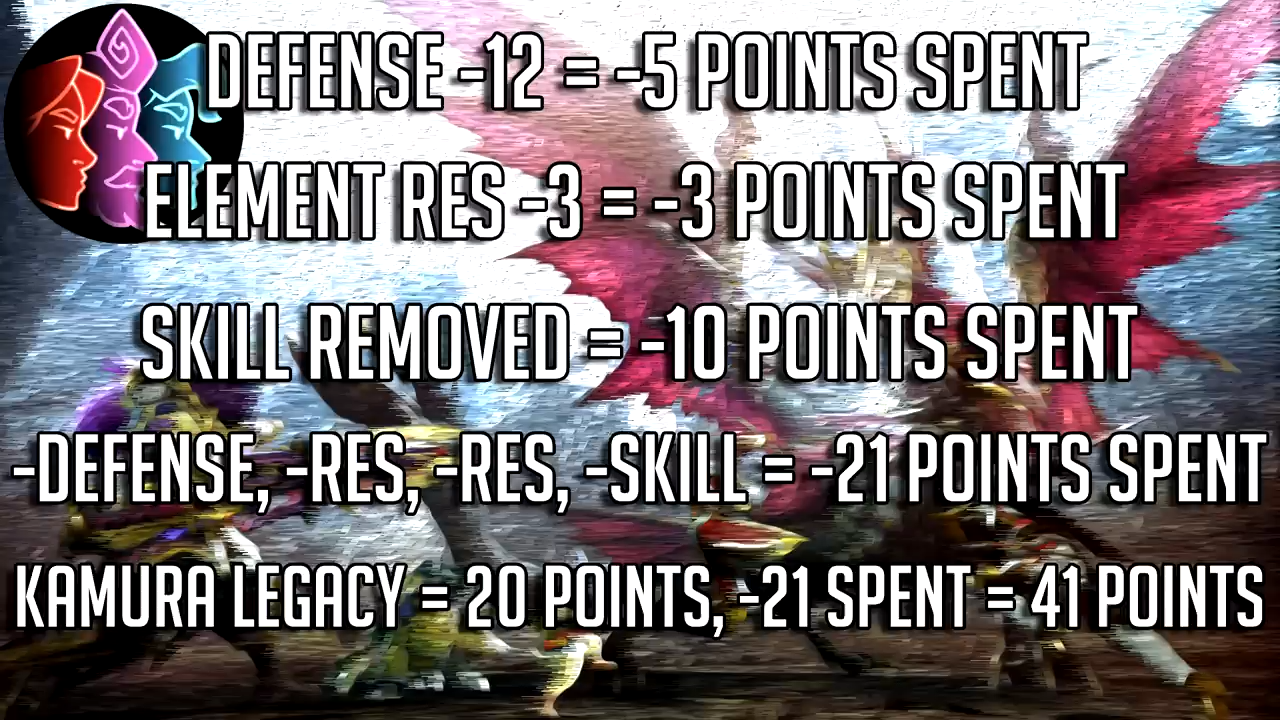 DEFENSE -12 = -5 POINTS SPENT
ELEMENT RES -3 = -3 POINTS SPENT
SKILL REMOVED = -10 POINTS SPENT
-DEFENSE, -RES, -RES, -SKILL = -21 POINTS SPENT
KAMURA LEGACY = 20 POINTS, -21 SPENT = 41 POINTS